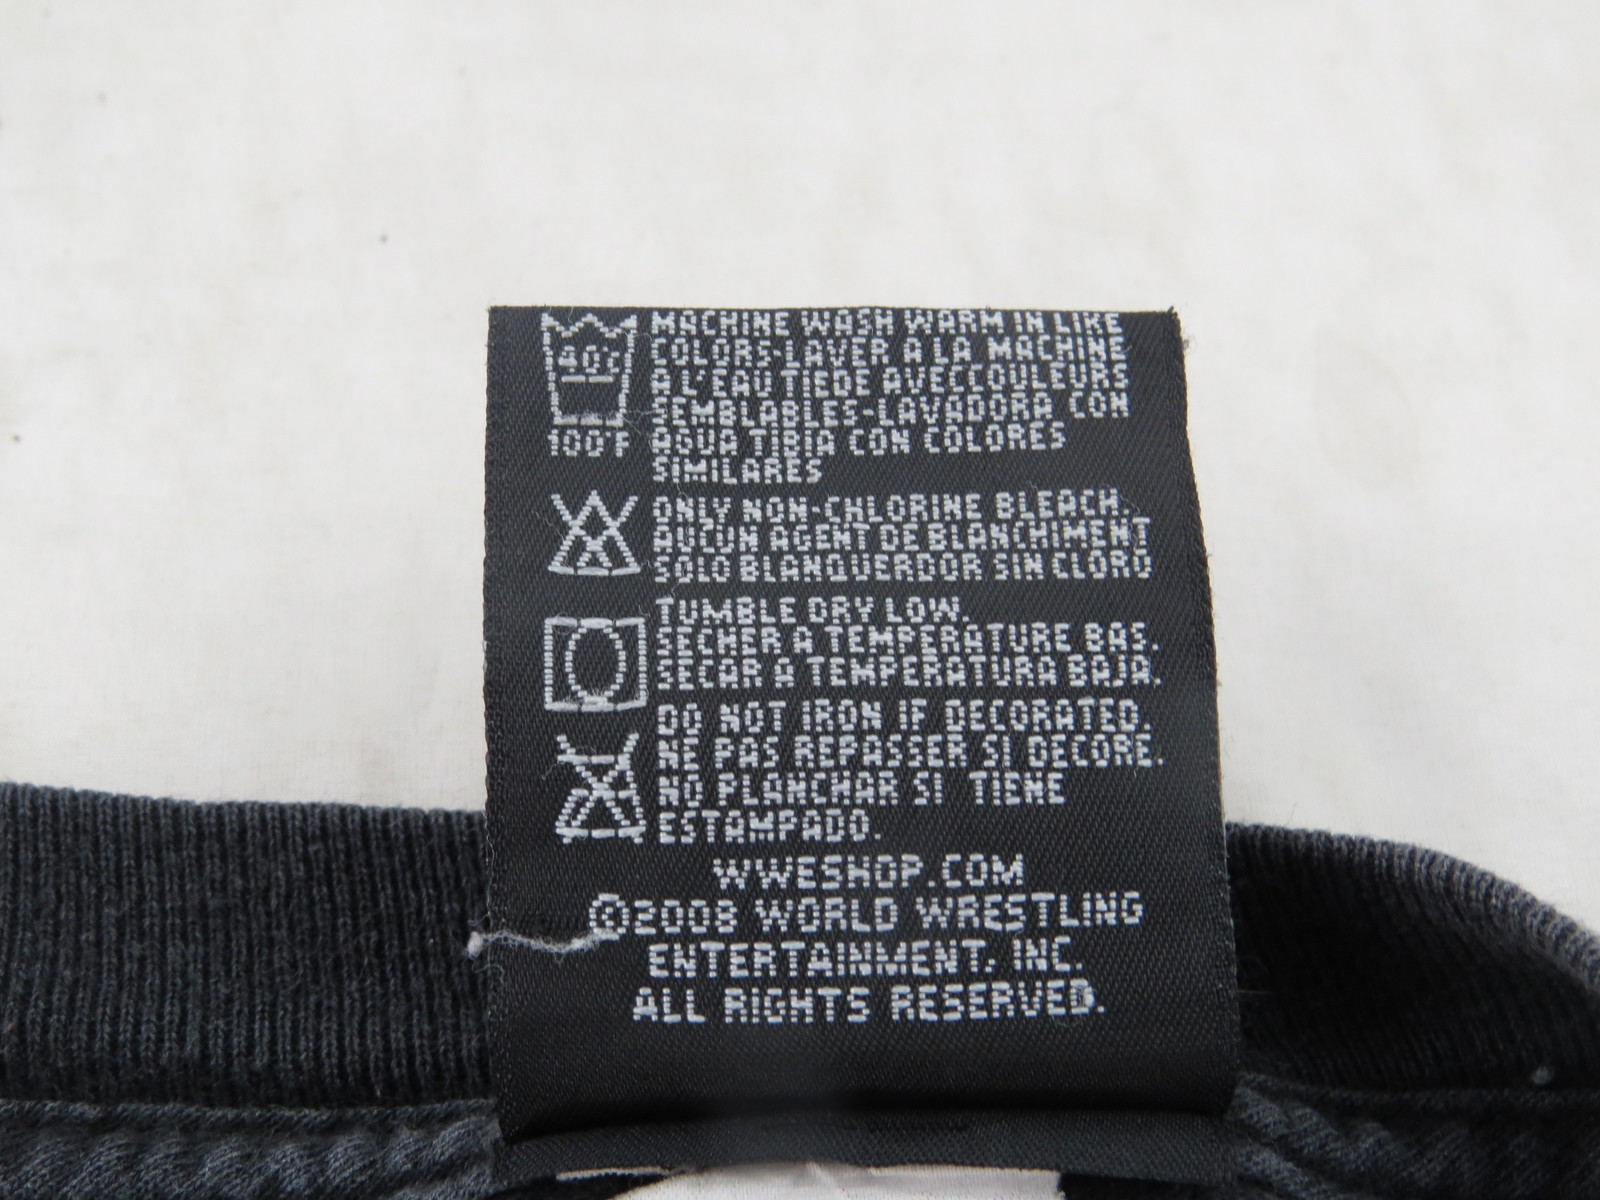 40°C
100°F
MACHINE WASH WARM IN LIKE
COLORS-LAVER A LA MACHINE
A L'EAU TIEDE AVECCOULEURS
SEMBLABLES-LAVADORA CON
AGUA TIBIA CON COLORES
SIMILARES
ONLY NON-CHLORINE BLEACH.
AUCUN AGENT DE BLANCHIMENT
SOLO BLANQUERDOR SIN CLORO
TUMBLE DRY LOW.
SECHER A TEMPERATURE BAS.
SECAR A TEMPERATURA BAJA.
DO NOT IRON IF DECORATED.
NE PAS REPASSER SI DECORE.
NO PLANCHAR SI TIENE
ESTAMPADO.
WWESHOP.COM
©2008 WORLD WRESTLING
ENTERTAINMENT, INC.
ALL RIGHTS RESERVED.